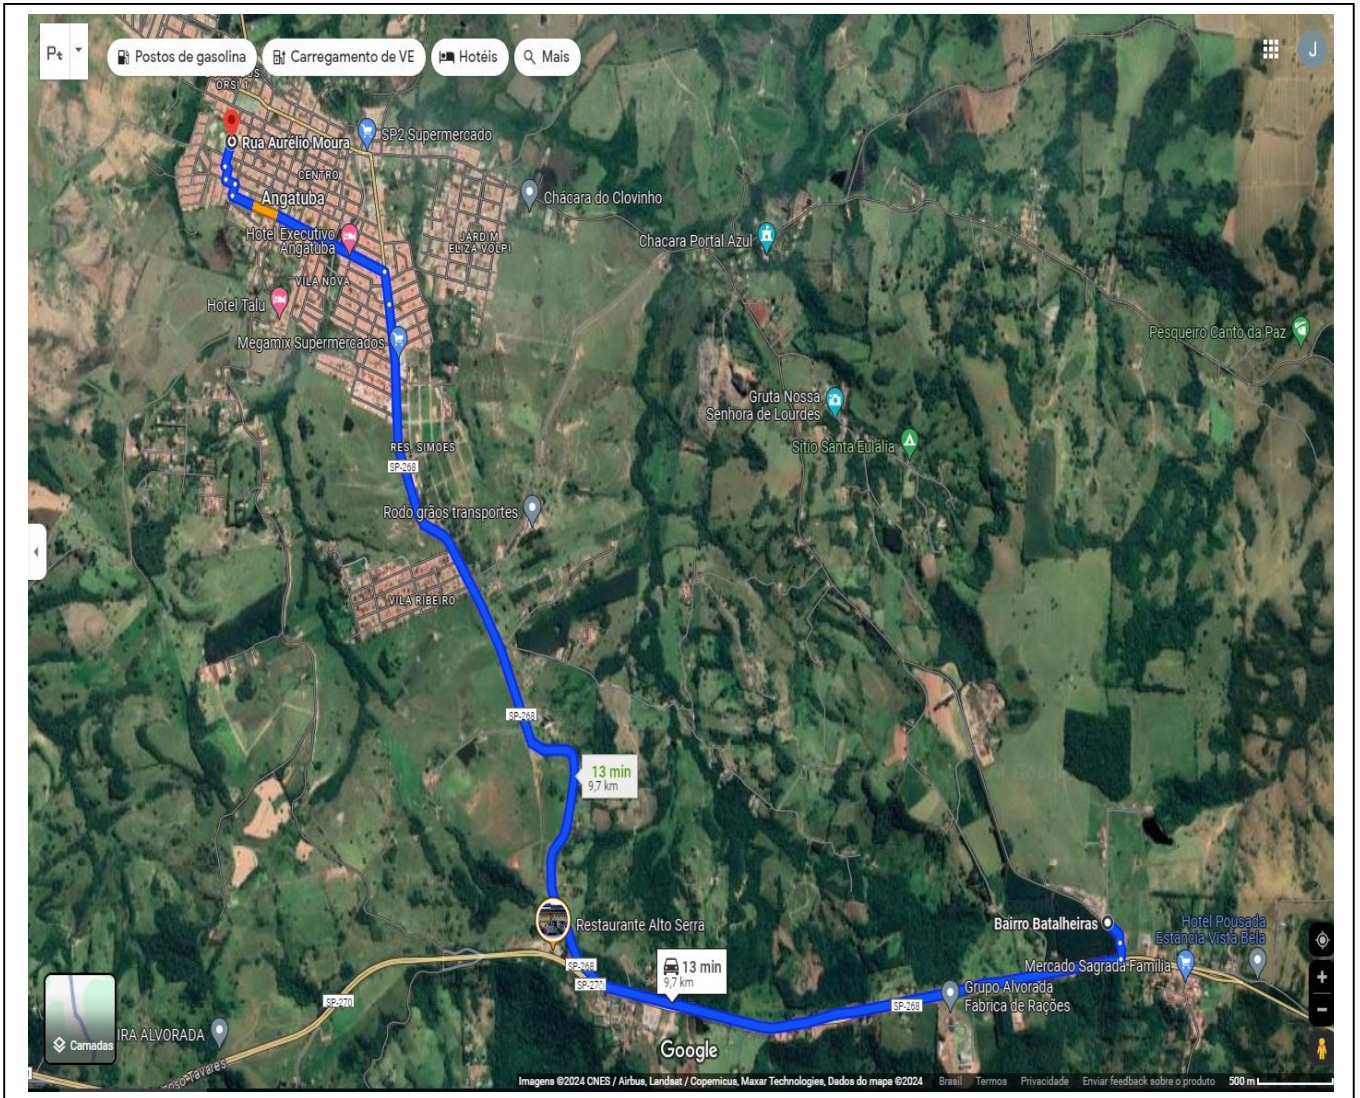 Postos de gasolina
Carregamento de VE
Hotéis
Mais
J
Rua Aurélio Moura
SP2 Supermercado
CENTRO
Angatuba
Chácara do Clovinho
Hotel Executivo
Angatuba
JARDIM
ELIZA VOLPI
Chacara Portal Azul
VILA NOVA
Hotel Talu
Megamix Supermercados
Pesqueiro Canto da Paz
Gruta Nossa
Senhora de Lourdes
Sítio Santa Eulália
RES. SIMOES
SP-268
Rodo grãos transportes
VILA RIBEIRO
SP-268
13 min
9,7 km
Restaurante Alto Serra
Bairro Batalheiras
Hotel Pousada
Estância Vista Bela
Mercado Sagrada Família
SP-268
SP-270
13 min
9,7 km
Grupo Alvorada
Fabrica de Rações
SP-268
SP-270
IRA ALVORADA
Camadas
Google
oso Tavares
Imagens ©2024 CNES / Airbus, Landsat / Copernicus, Maxar Technologies, Dados do mapa ©2024 Brasil Termos Privacidade Enviar feedback sobre o produto 500 m